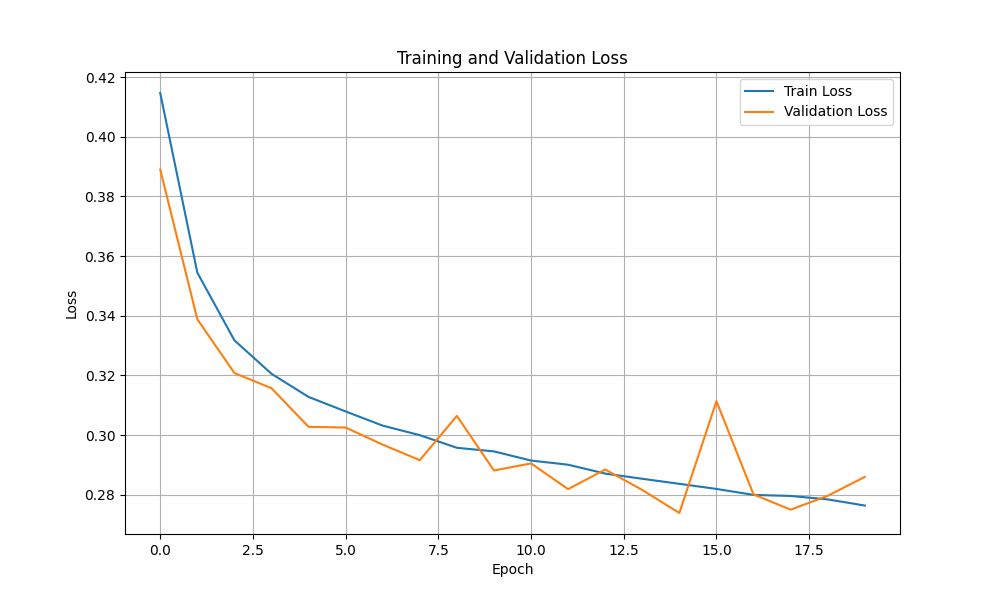 Training and Validation Loss
Train Loss
Validation Loss
0.42
0.40
0.38
0.36
0.34
0.32
0.30
0.28
Loss
0.0 2.5 5.0 7.5 10.0 12.5 15.0 17.5
Epoch